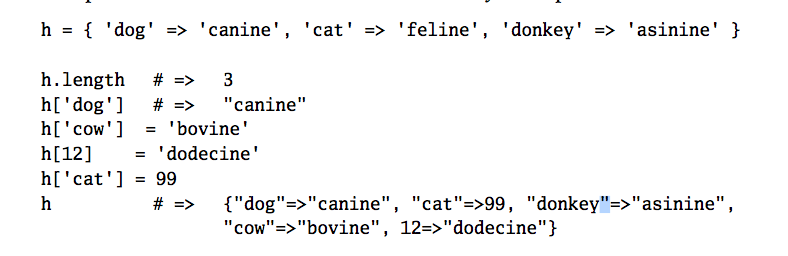 h = { 'dog' => 'canine', 'cat' => 'feline', 'donkey' => 'asinine' }
h.length # => 3
h['dog'] # => "canine"
h['cow'] = 'bovine'
h[12] = 'dodecine'
h['cat'] = 99
h # => {"dog"=>"canine", "cat"=>99, "donkey"=>"asinine",
"cow"=>"bovine", 12=>"dodecine"}